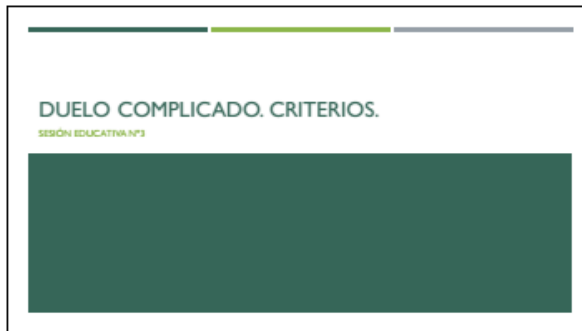 DUELO COMPLICADO. CRITERIOS.
SESIÓN EDUCATIVA Nº3